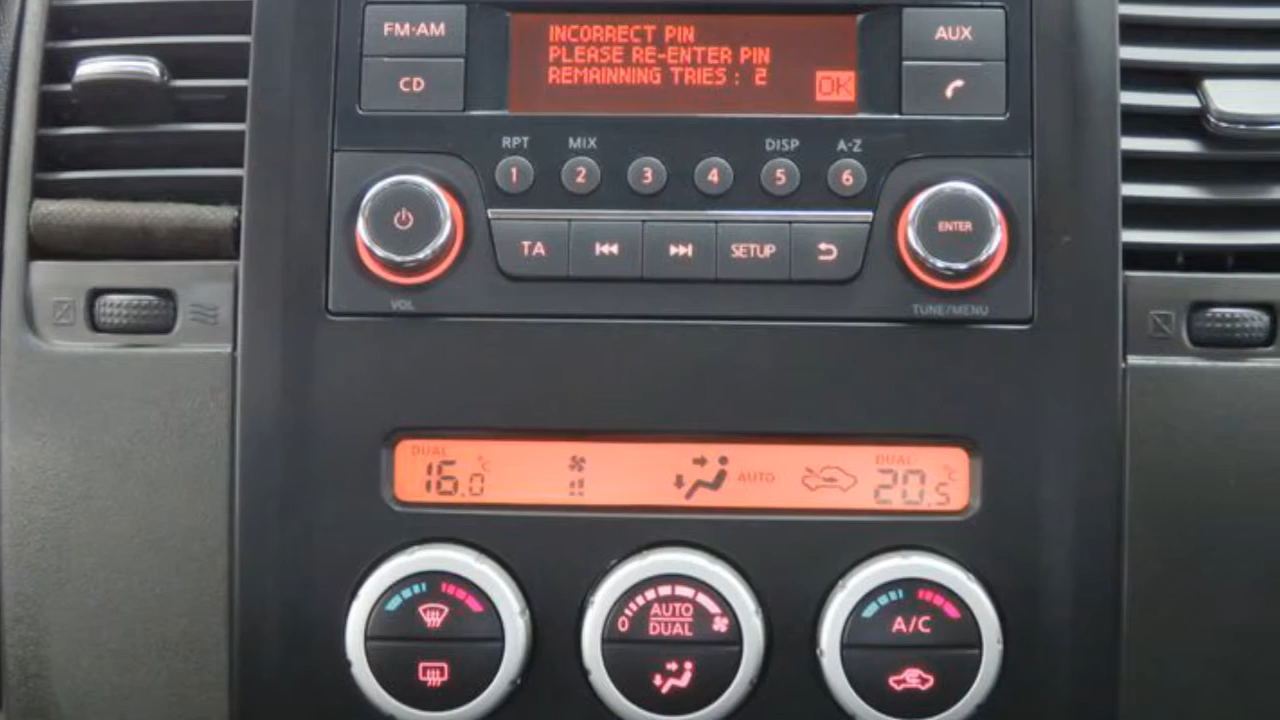 FM·AM
CD
INCORRECT PIN
PLEASE RE-ENTER PIN
REMAINNING TRIES : 2
OK
AUX
RPT MIX DISP A-Z
1 2 3 4 5 6
TA SETUP
ENTER
VOL
TUNE/MENU
DUAL
16.0 °C
AUTO
DUAL
20.5 °C
0
AUTO
DUAL
A/C